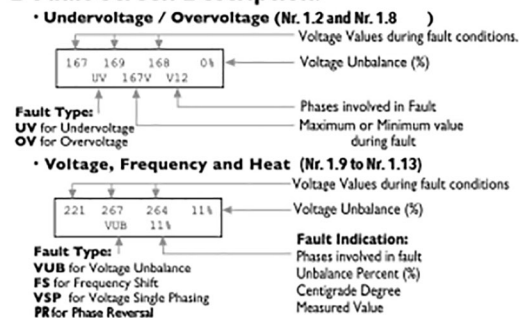 • Undervoltage / Overvoltage (Nr. 1.2 and Nr. 1.8 )
Voltage Values during fault conditions.
167 169 168 0%
Voltage Unbalance (%)
UV 167V V12
Phases involved in Fault
Fault Type:
UV for Undervoltage
OV for Overvoltage
Maximum or Minimum value
during fault
• Voltage, Frequency and Heat (Nr. 1.9 to Nr. 1.13)
Voltage Values during fault conditions
221 267 264 11%
Voltage Unbalance (%)
VUB 11%
Fault Type:
VUB for Voltage Unbalance
FS for Frequency Shift
VSP for Voltage Single Phasing
PR for Phase Reversal
Fault Indication:
Phases involved in fault
Unbalance Percent (%)
Centigrade Degree
Measured Value